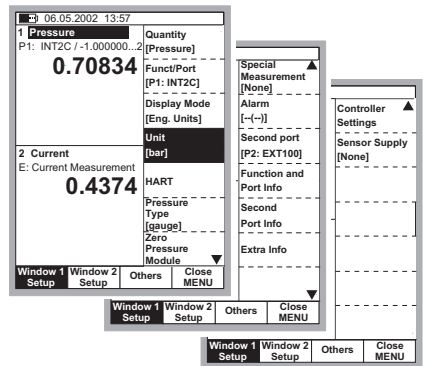 06.05.2002 13:57
1 Pressure
P1: INT2C / -1.000000...2
0.70834
2 Current
E: Current Measurement
0.4374
Quantity
[Pressure]
Funct/Port
[P1: INT2C]
Display Mode
[Eng. Units]
Unit
[bar]
HART
Pressure
Type
[gauge]
Zero
Pressure
Module
Window 1 Setup
Window 2 Setup
Others
Close MENU
Special
Measurement
[None]
Alarm
[--(--)]
Second port
[P2: EXT100]
Function and
Port Info
Second
Port Info
Extra Info
Window 1 Setup
Window 2 Setup
Others
Close MENU
Controller
Settings
Sensor Supply
[None]
Window 1 Setup
Window 2 Setup
Others
Close MENU